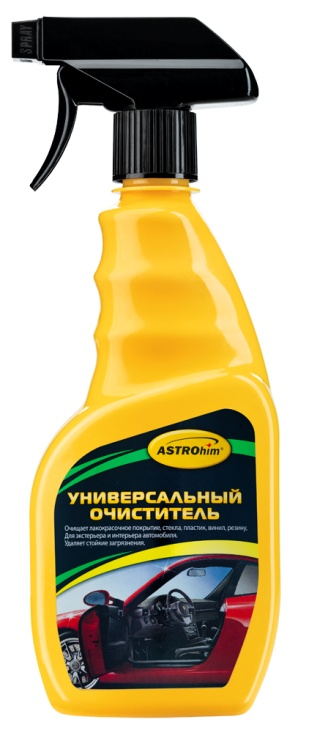 SPRAY
ASTROhim®
УНИВЕРСАЛЬНЫЙ
ОЧИСТИТЕЛЬ
Очищает лакокрасочное покрытие, стекла, пластик, винил, резину,
Для экстерьера и интерьера автомобиля.
Удаляет стойкие загрязнения.